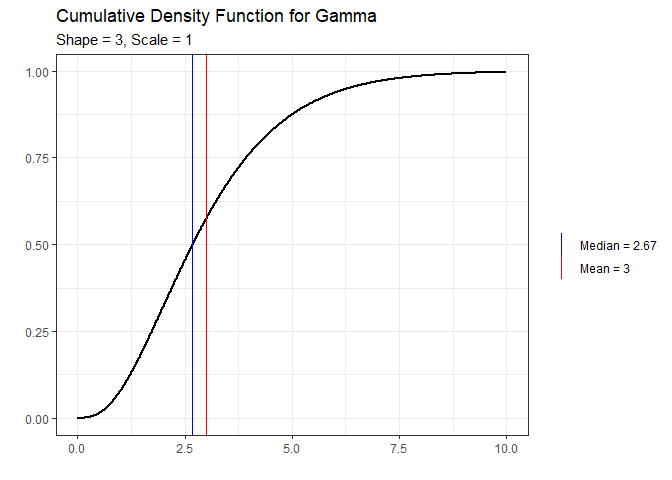 Cumulative Density Function for Gamma
Shape = 3, Scale = 1
1.00
0.75
0.50
0.25
0.00
0.0 2.5 5.0 7.5 10.0
Median = 2.67
Mean = 3